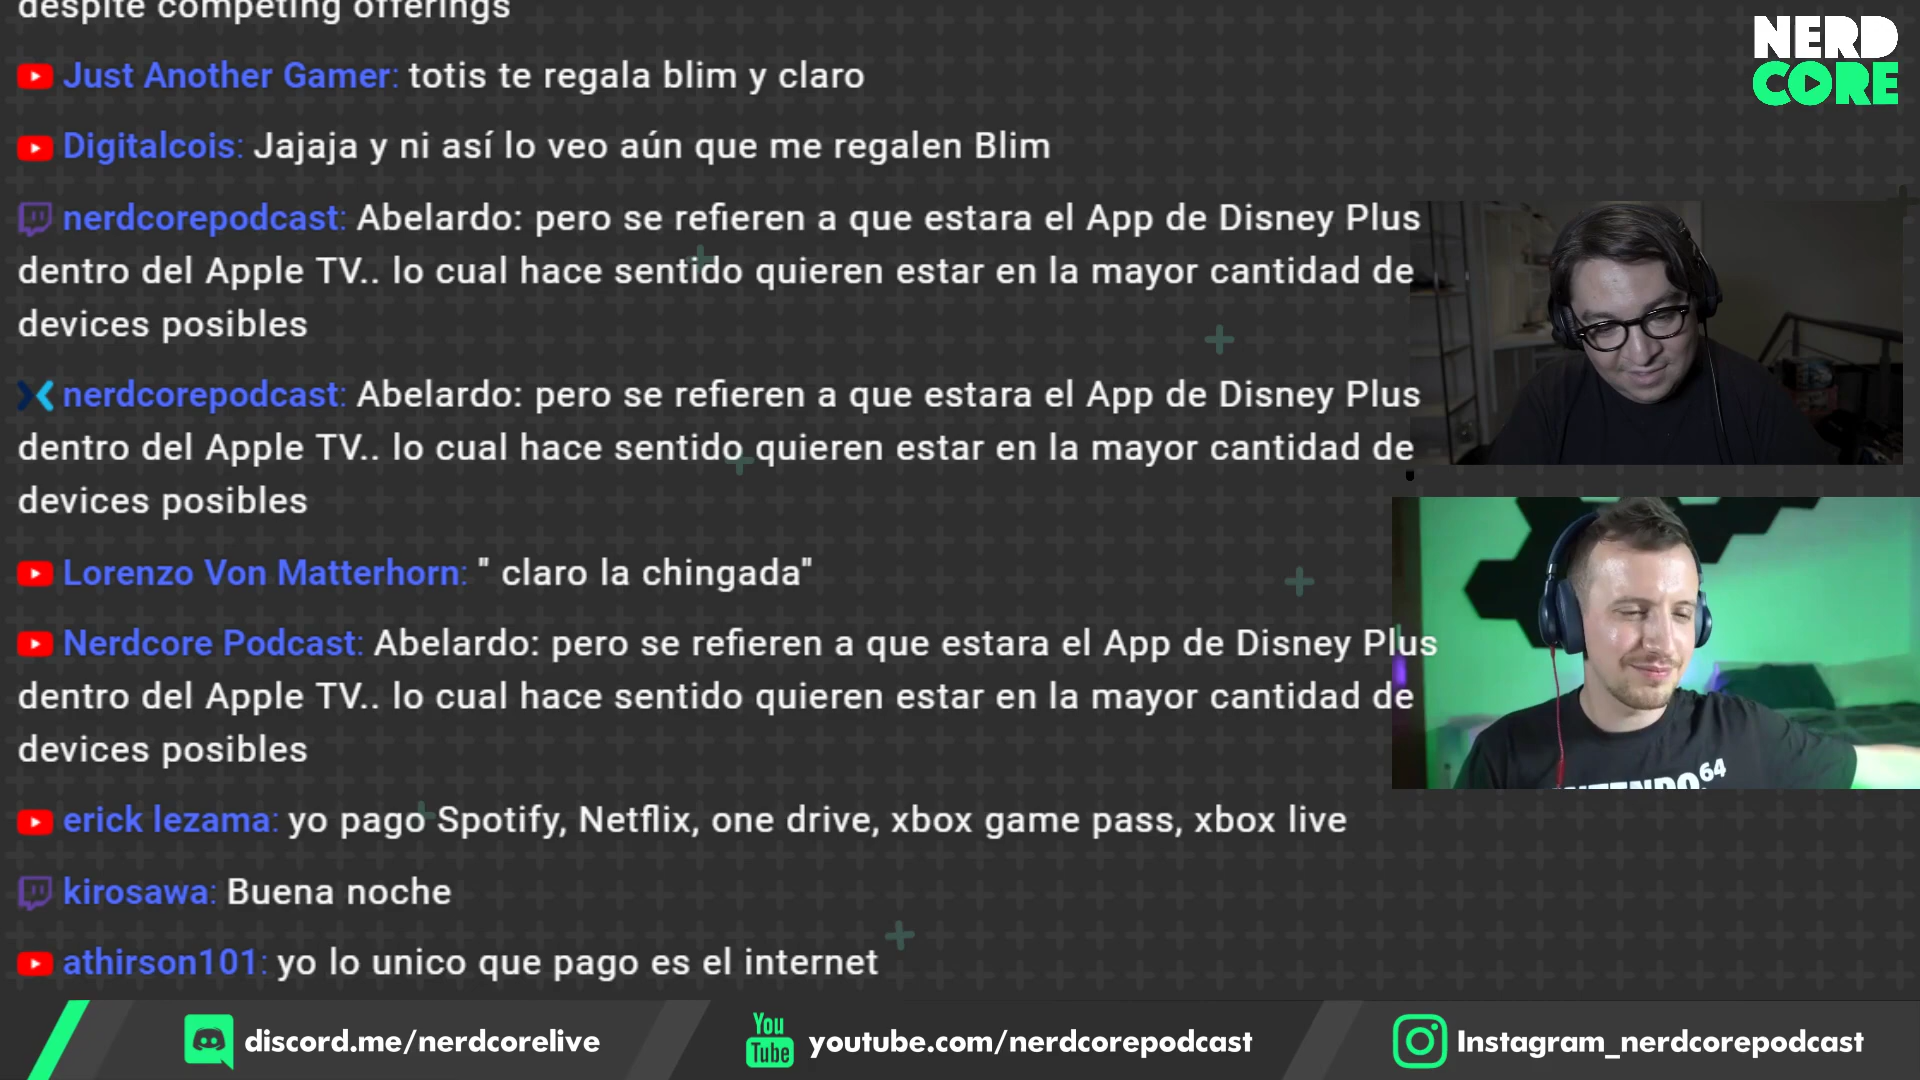 despite competing offerings
NERD
CORE
Just Another Gamer: totis te regala blim y claro
Digitalcois: Jajaja y ni así lo veo aún que me regalen Blim
nerdcorepodcast: Abelardo: pero se refieren a que estara el App de Disney Plus
dentro del Apple TV.. lo cual hace sentido quieren estar en la mayor cantidad de
devices posibles
nerdcorepodcast: Abelardo: pero se refieren a que estara el App de Disney Plus
dentro del Apple TV.. lo cual hace sentido quieren estar en la mayor cantidad de
devices posibles
Lorenzo Von Matterhorn: " claro la chingada"
Nerdcore Podcast: Abelardo: pero se refieren a que estara el App de Disney Plus
dentro del Apple TV.. lo cual hace sentido quieren estar en la mayor cantidad de
devices posibles
NINTENDO64
erick lezama: yo pago Spotify, Netflix, one drive, xbox game pass, xbox live
kirosawa: Buena noche
athirson101: yo lo unico que pago es el internet
discord.me/nerdcorelive
You
Tube
youtube.com/nerdcorepodcast
Instagram_nerdcorepodcast